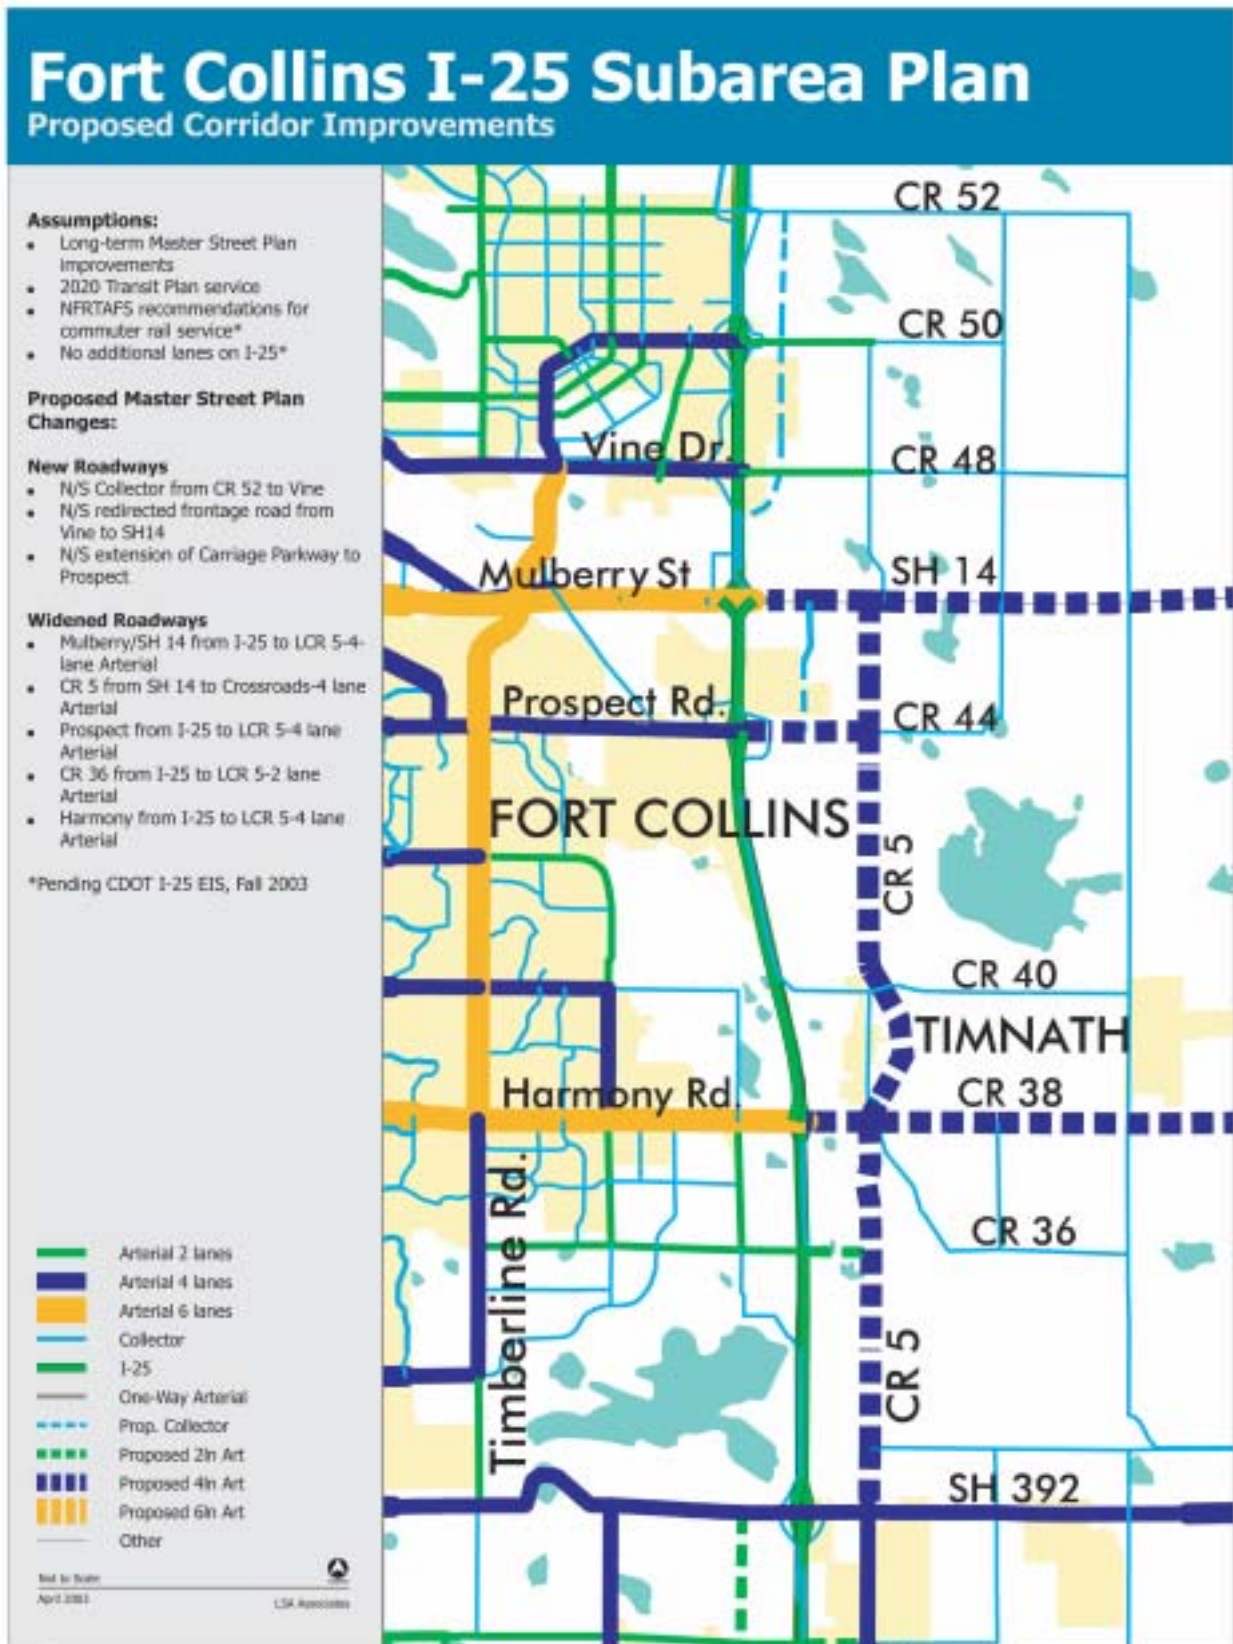 Fort Collins I-25 Subarea Plan
Proposed Corridor Improvements
Assumptions:
• Long-term Master Street Plan
improvements
• 2020 Transit Plan service
• NFRTAFS recommendations for
commuter rail service*
• No additional lanes on I-25*
Proposed Master Street Plan
Changes:
New Roadways
• N/S Collector from CR 52 to Vine
• N/S redirected frontage road from
Vine to SH14
• N/S extension of Carriage Parkway to
Prospect
Widened Roadways
• Mulberry/SH 14 from I-25 to LCR 5-4-
lane Arterial
• CR 5 from SH 14 to Crossroads-4 lane
Arterial
• Prospect from I-25 to LCR 5-4 lane
Arterial
• CR 36 from I-25 to LCR 5-2 lane
Arterial
• Harmony from I-25 to LCR 5-4 lane
Arterial
*Pending CDOT I-25 EIS, Fall 2003
Arterial 2 lanes
Arterial 4 lanes
Arterial 6 lanes
Collector
I-25
One-Way Arterial
Prop. Collector
Proposed 2ln Art
Proposed 4ln Art
Proposed 6ln Art
Other
Not to Scale
April 2003
LSA Associates
CR 52
CR 50
Vine Dr.
CR 48
Mulberry St
SH 14
Prospect Rd.
CR 44
FORT COLLINS
CR 5
CR 40
TIMNATH
Harmony Rd.
CR 38
Timberline Rd.
CR 36
CR 5
SH 392